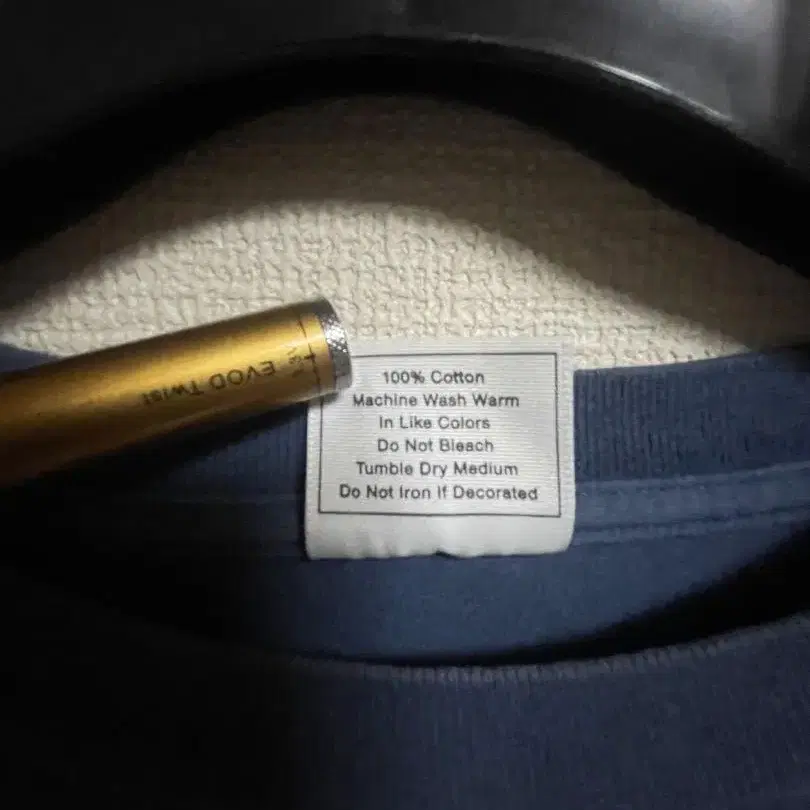 100% Cotton
Machine Wash Warm
In Like Colors
Do Not Bleach
Tumble Dry Medium
Do Not Iron If Decorated
EVOD Twist